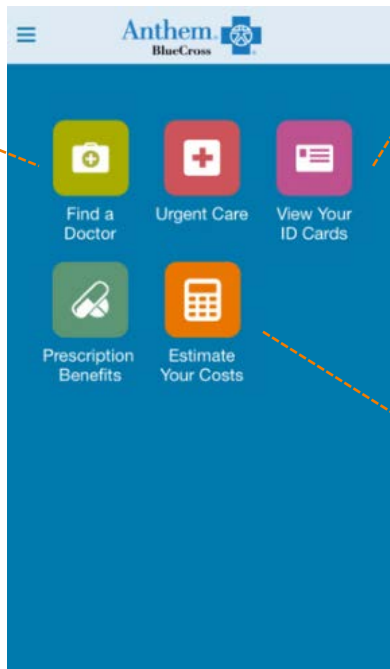 Anthem.
BlueCross
Find a
Doctor
Urgent Care
View Your
ID Cards
Prescription
Benefits
Estimate
Your Costs